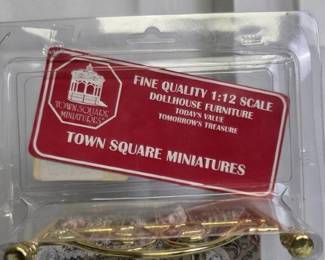 TOWN SQUARE
MINIATURES
FINE QUALITY 1:12 SCALE
DOLLHOUSE FURNITURE
TODAY'S VALUE
TOMORROW'S TREASURE
TOWN SQUARE MINIATURES